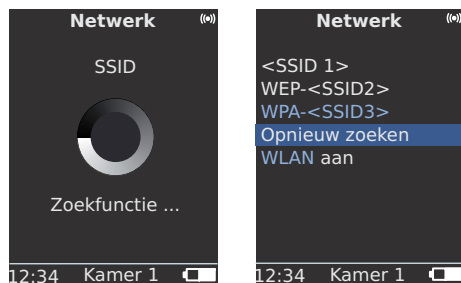 Netwerk
SSID
Zoekfunctie ...
12:34 Kamer 1
Netwerk
<SSID 1>
WEP-<SSID2>
WPA-<SSID3>
Opnieuw zoeken
WLAN aan
12:34 Kamer 1